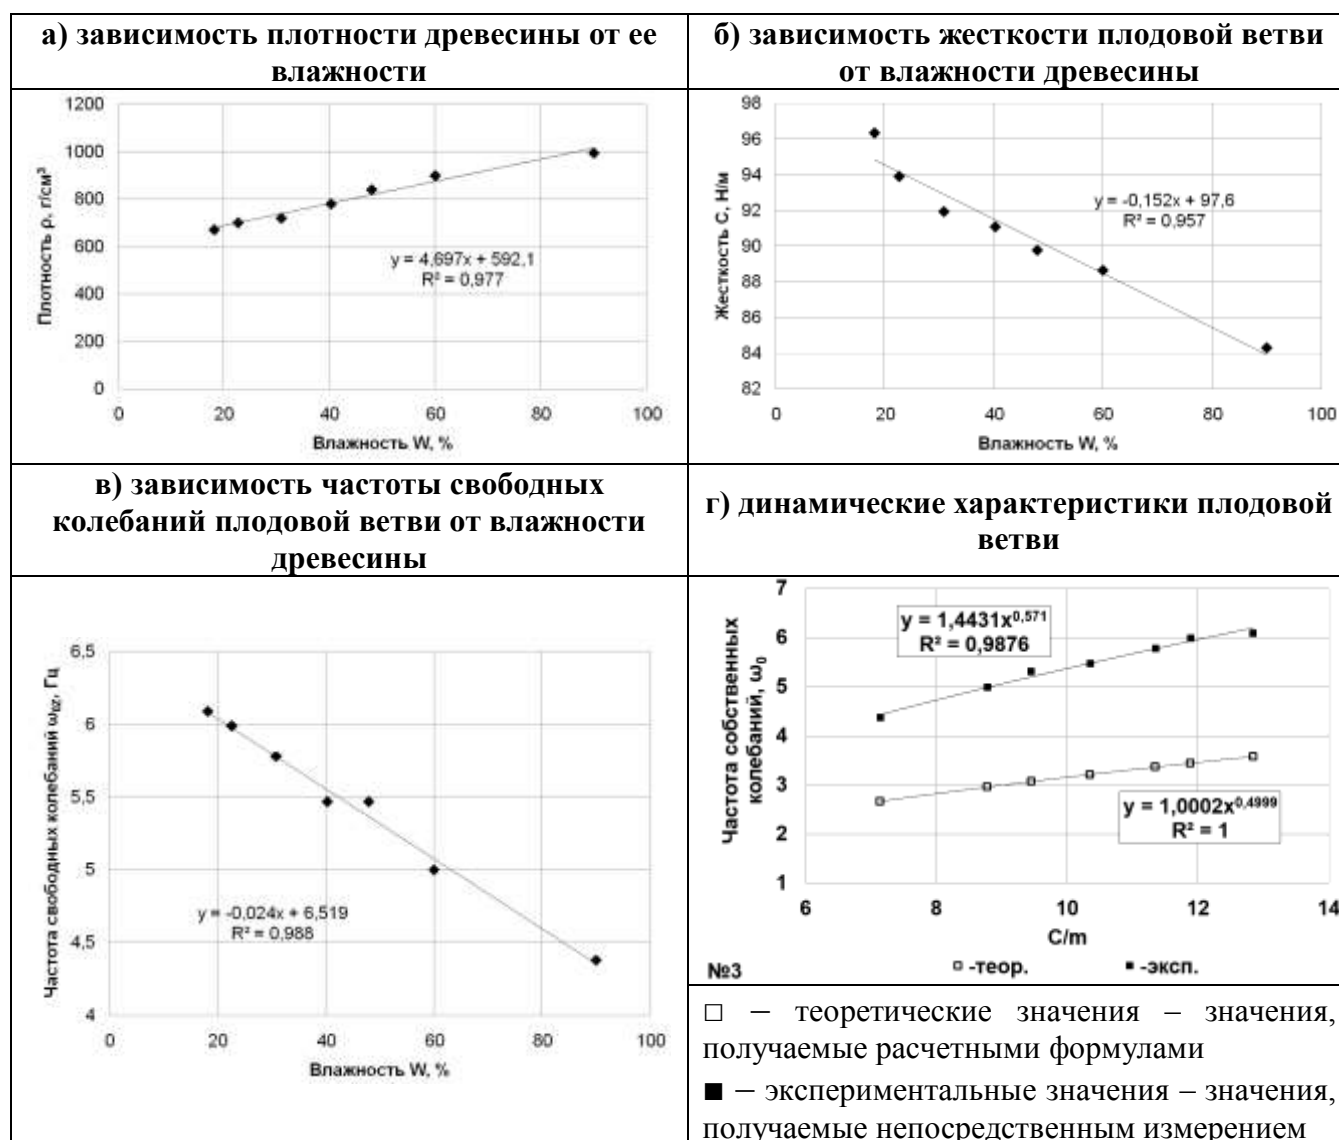 а) зависимость плотности древесины от ее
влажности
1200
1000
800
600
400
200
0
0 20 40 60 80 100
Плотность ρ, г/см³
Влажность W, %
y = 4,697x + 592,1
R² = 0,977
б) зависимость жесткости плодовой ветви
от влажности древесины
98
96
94
92
90
88
86
84
82
0 20 40 60 80 100
Жесткость C, Н/м
Влажность W, %
y = -0,152x + 97,6
R² = 0,957
в) зависимость частоты свободных
колебаний плодовой ветви от влажности
древесины
6,5
6
5,5
5
4,5
4
0 20 40 60 80 100
Частота свободных колебаний ω₀₂, Гц
Влажность W, %
y = -0,024x + 6,519
R² = 0,988
г) динамические характеристики плодовой
ветви
7
6
5
4
3
2
1
6 8 10 12 14
Частота собственных
колебаний, ω₀
C/m
y = 1,4431x^0,571
R² = 0,9876
y = 1,0002x^0,4999
R² = 1
№3 □ -теор. ■ -эксп.
□ – теоретические значения – значения,
получаемые расчетными формулами
■ – экспериментальные значения – значения,
получаемые непосредственным измерением